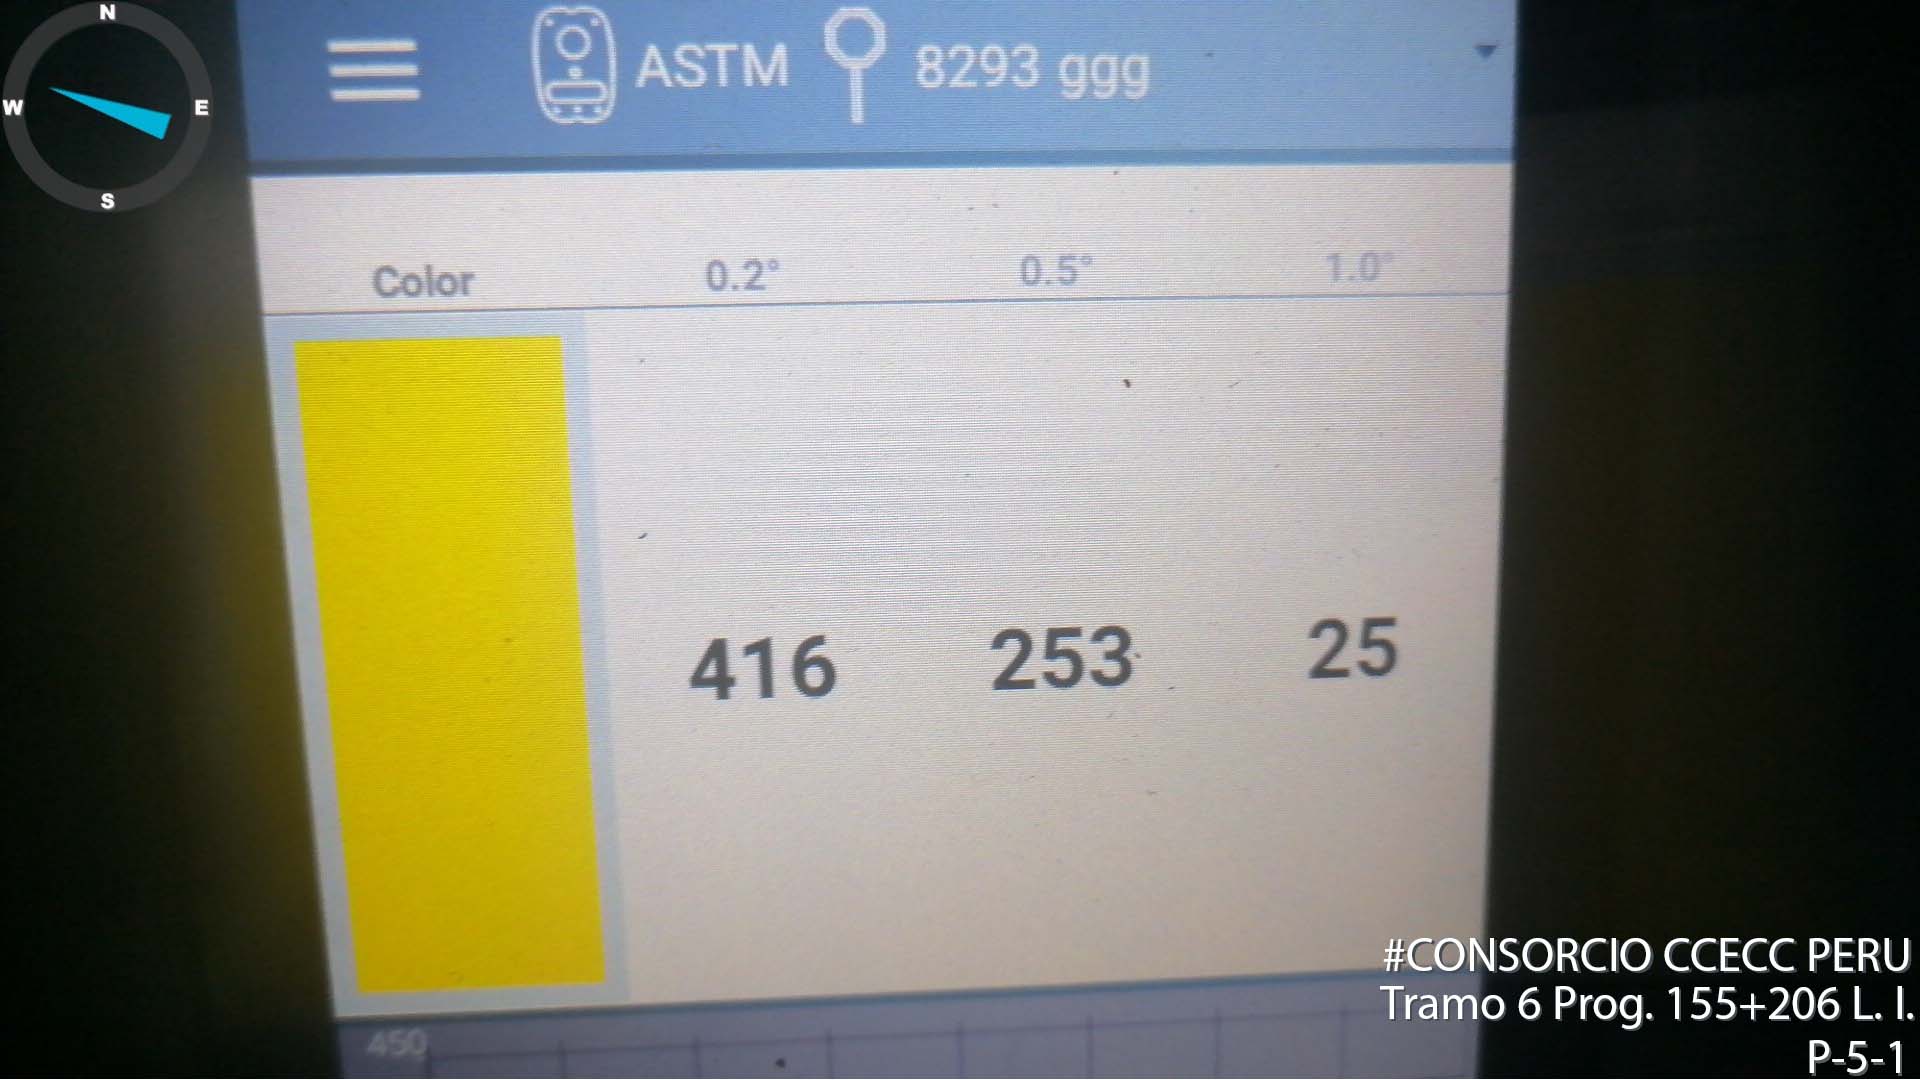 N
W
E
S
ASTM
8293 ggg
Color
0.2°
0.5°
1.0°
416
253
25
450
#CONSORCIO CCECC PERU
Tramo 6 Prog. 155+206 L. I.
P-5-1